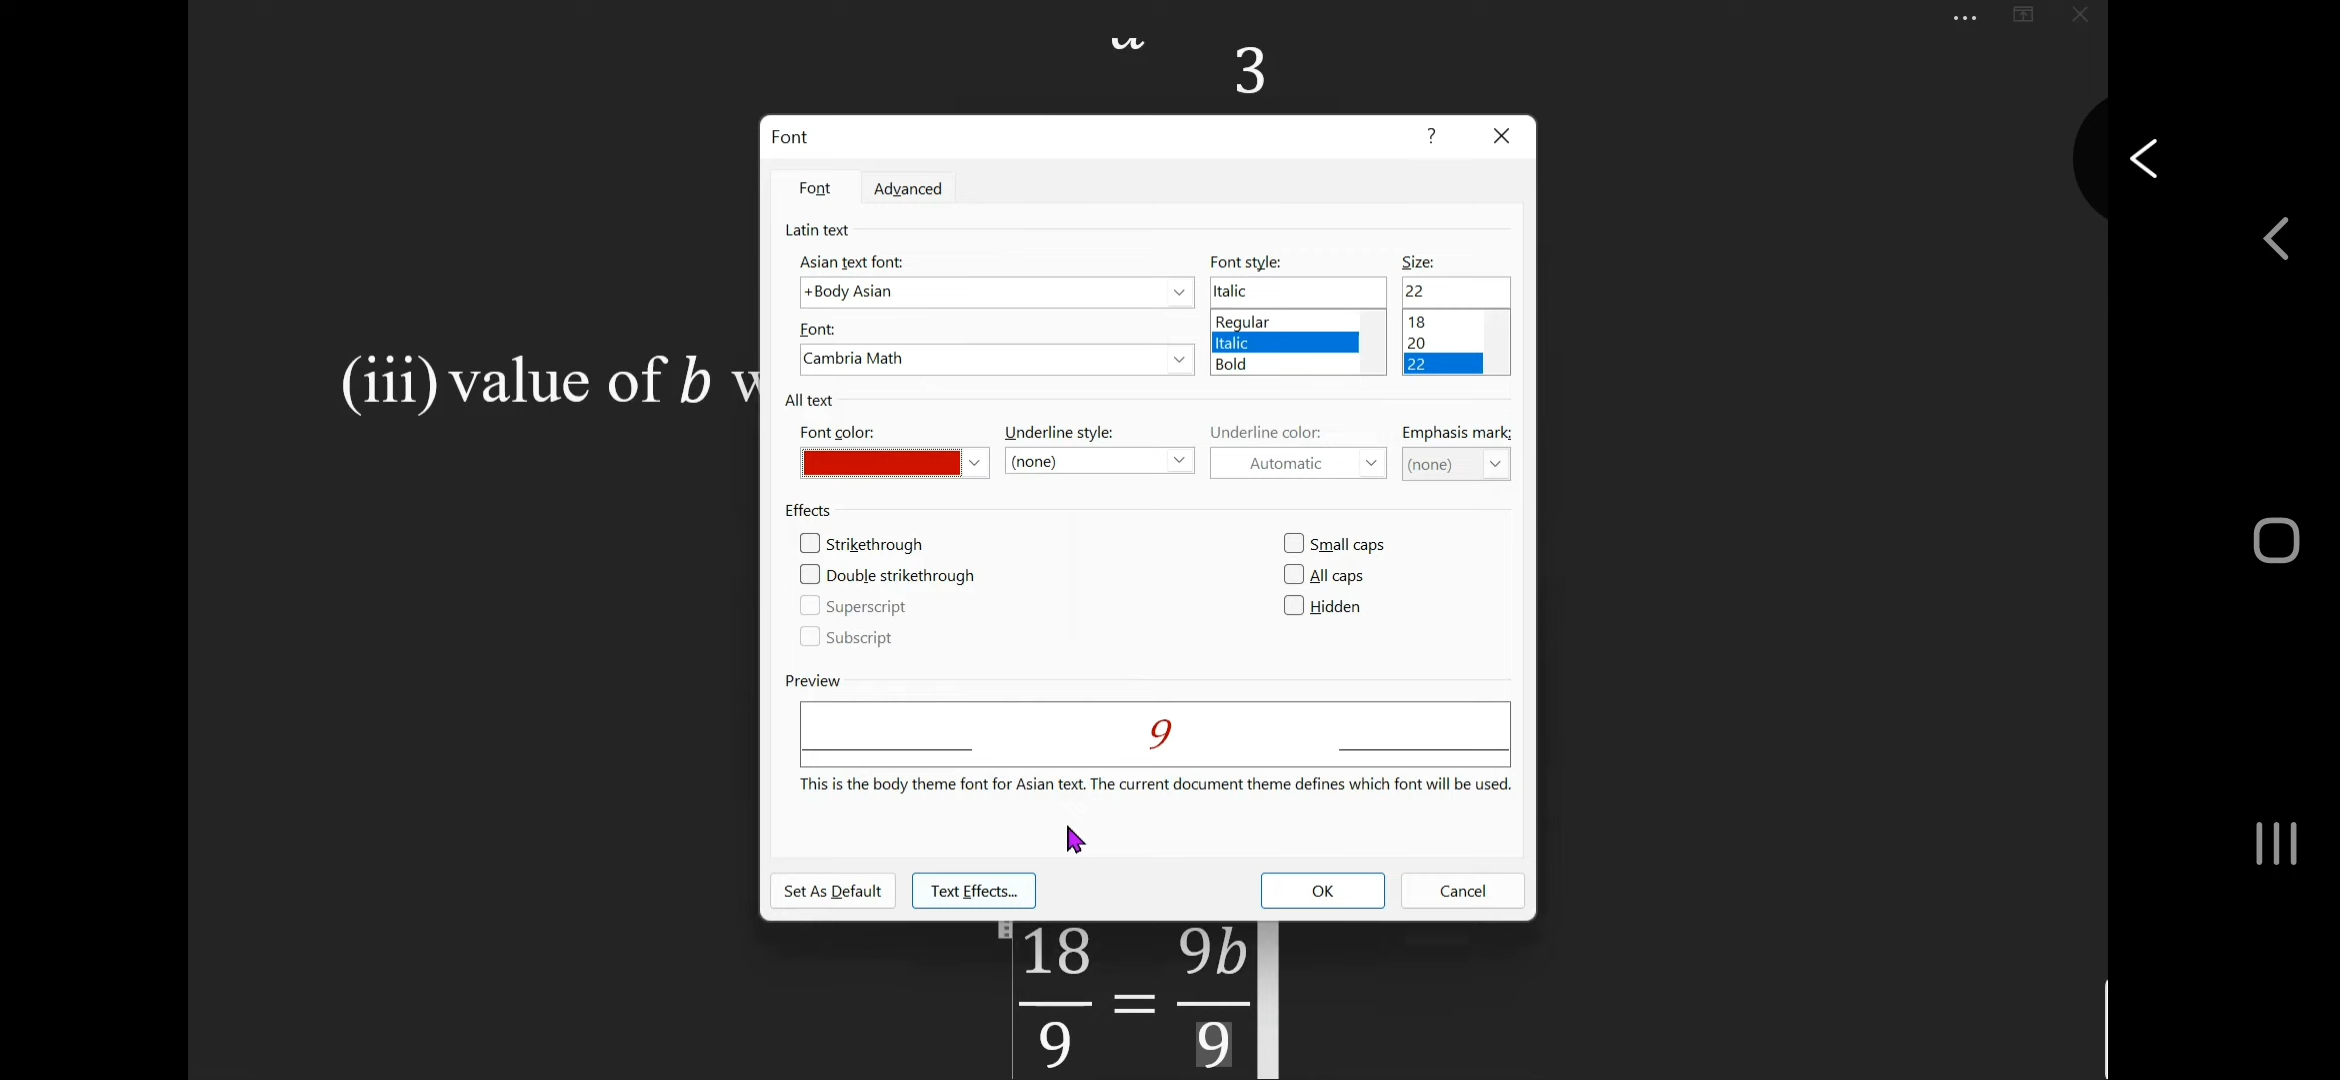 3
Font
?
Font
Advanced
Latin text
Asian text font:
Font style:
Size:
+Body Asian
Italic
22
Font:
Regular
Italic
Bold
18
20
22
Cambria Math
(iii) value of b
All text
Font color:
Underline style:
Underline color:
Emphasis mark:
(none)
Automatic
(none)
Effects
Strikethrough
Small caps
Double strikethrough
All caps
Superscript
Hidden
Subscript
Preview
9
This is the body theme font for Asian text. The current document theme defines which font will be used.
Set As Default
Text Effects...
OK
Cancel
18 9b
=
9 9